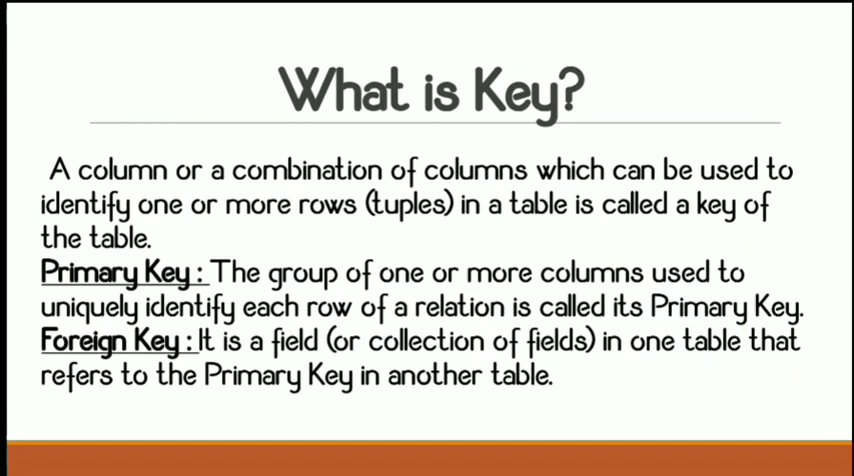 What is Key?
A column or a combination of columns which can be used to
identify one or more rows (tuples) in a table is called a key of
the table.
Primary Key : The group of one or more columns used to
uniquely identify each row of a relation is called its Primary Key.
Foreign Key : It is a field (or collection of fields) in one table that
refers to the Primary Key in another table.